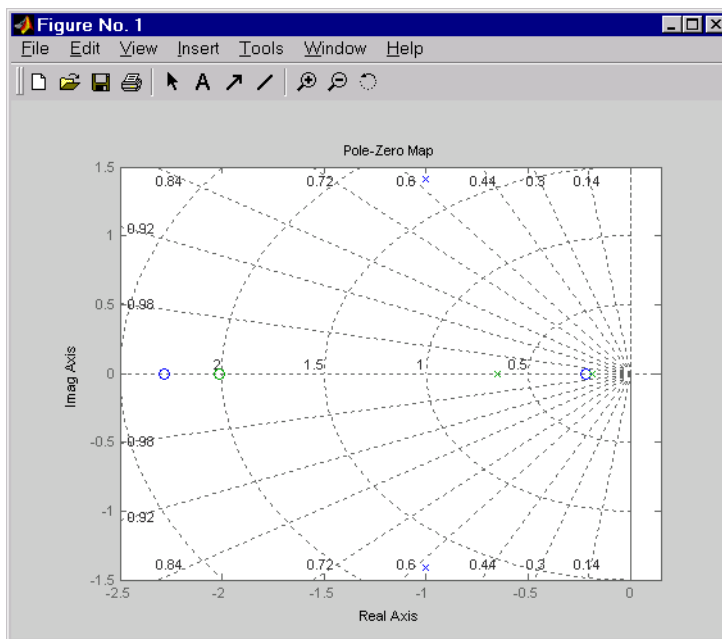 Figure No. 1
File Edit View Insert Tools Window Help
A
Pole-Zero Map
1.5
0.84 0.72 0.6 0.44 0.3 0.14
0.92
1
0.98
0.5
2 1.5 1 0.5
0
0.98
-0.5
0.92
-1
0.84 0.72 0.6 0.44 0.3 0.14
-1.5
-2.5 -2 -1.5 -1 -0.5 0
Imag Axis
Real Axis